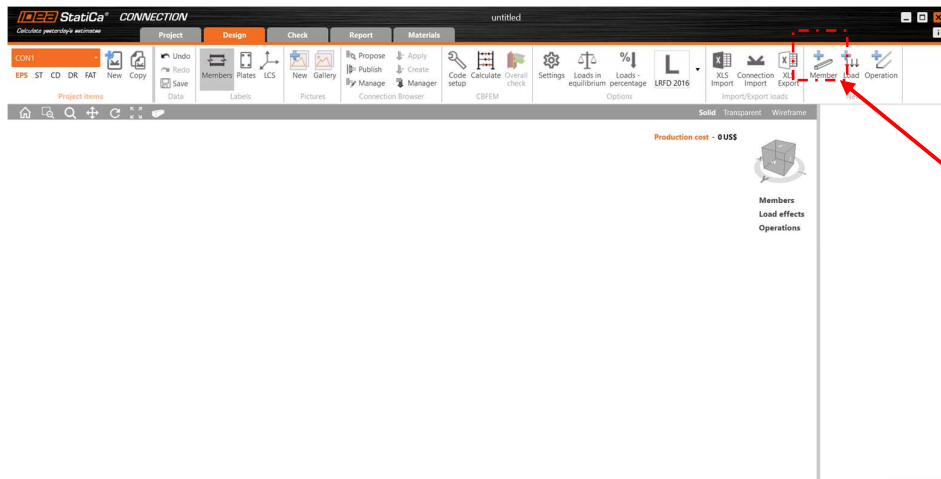 IDEA StatiCa® CONNECTION
untitled
Calculate yesterday's estimates
Project Design Check Report Materials
CON1
EPS ST CD DR FAT
New Copy
Undo
Redo
Save
Members Plates LCS
New Gallery
Propose Apply
Publish Create
Manage Manager
Code setup
Calculate
Overall check
Settings
Loads in equilibrium
Loads - percentage
LRFD 2016
XLS Import
Connection Import
Export
Member Load Operation
Project items
Data
Labels
Pictures
Connection Browser
CBFEM
Options
Import/Export loads
Solid Transparent Wireframe
Production cost - 0 US$
Members
Load effects
Operations